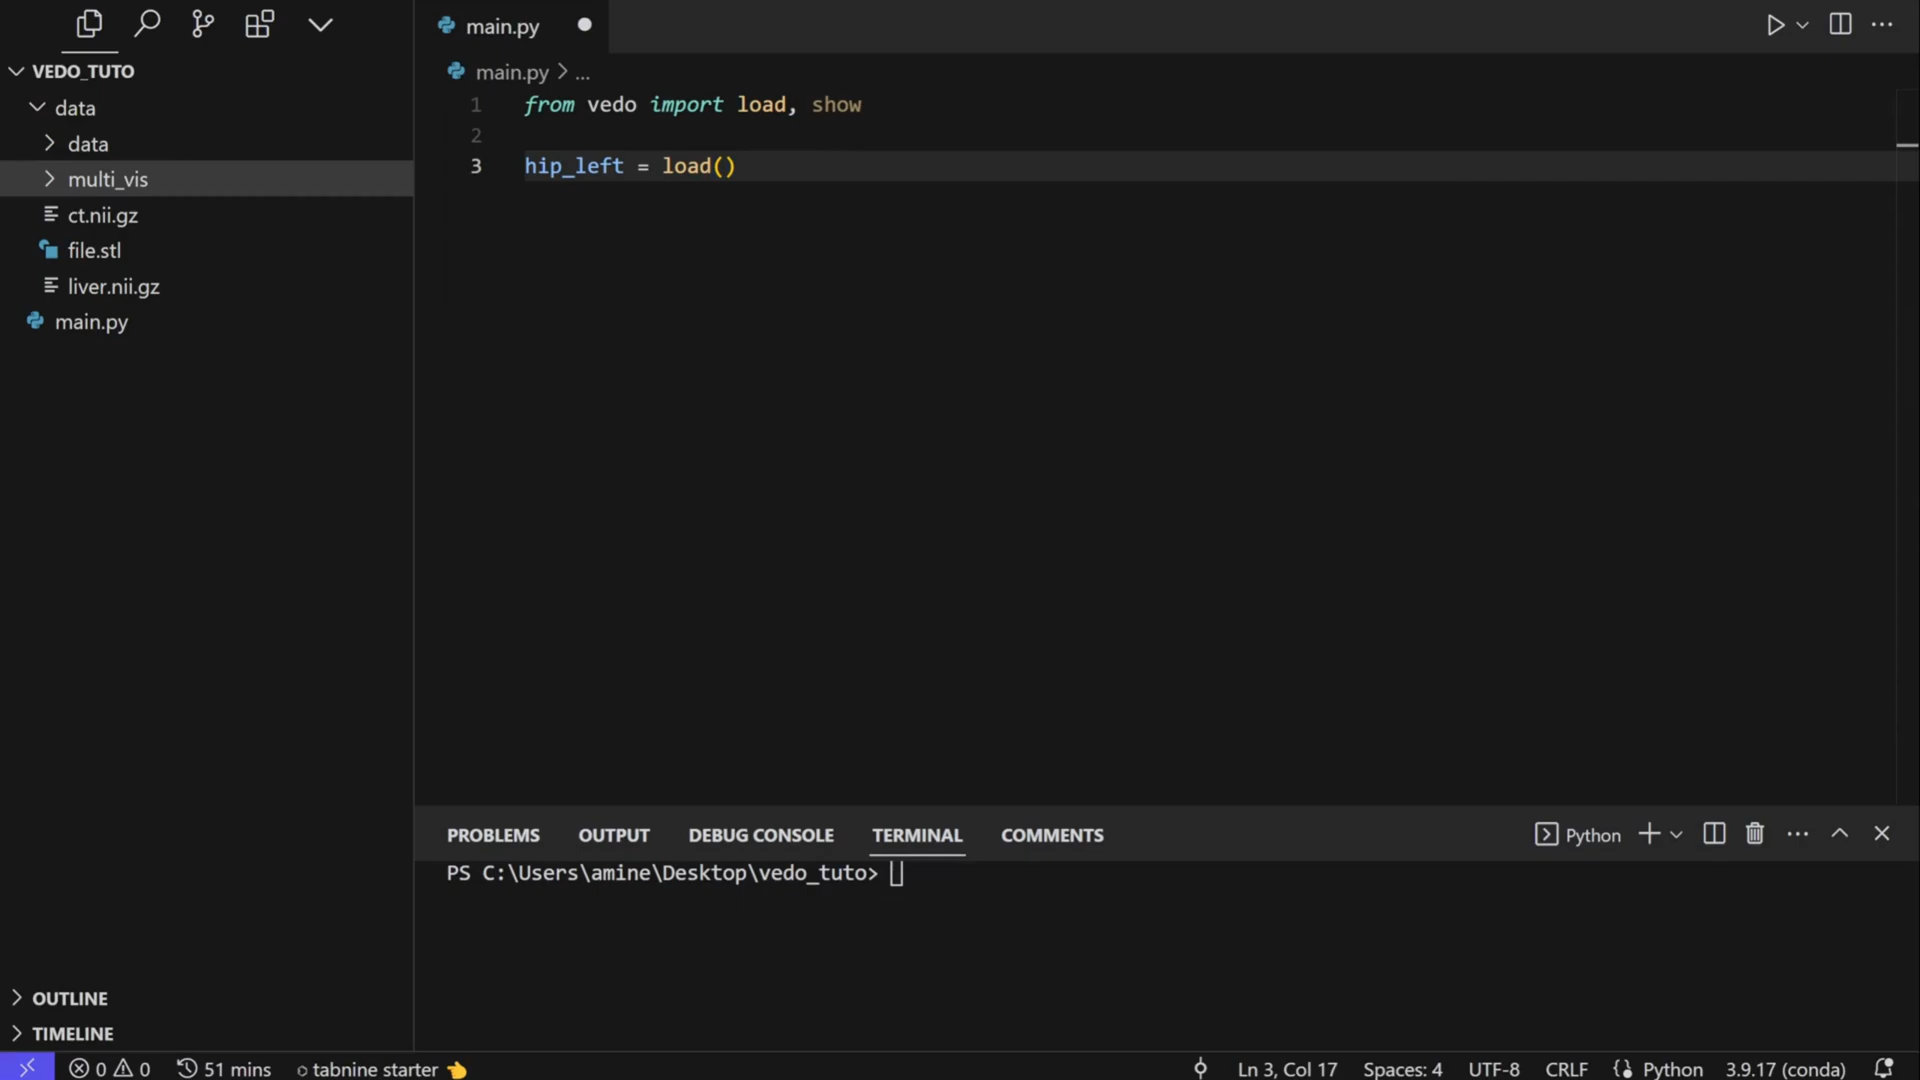 main.py
VEDO_TUTO
data
data
multi_vis
ct.nii.gz
file.stl
liver.nii.gz
main.py
OUTLINE
TIMELINE
main.py > ...
1 from vedo import load, show
2
3 hip_left = load()
PROBLEMS OUTPUT DEBUG CONSOLE TERMINAL COMMENTS Python
PS C:\Users\amine\Desktop\vedo_tuto>
0 0 51 mins tabnine starter 👈 Ln 3, Col 17 Spaces: 4 UTF-8 CRLF Python 3.9.17 (conda)